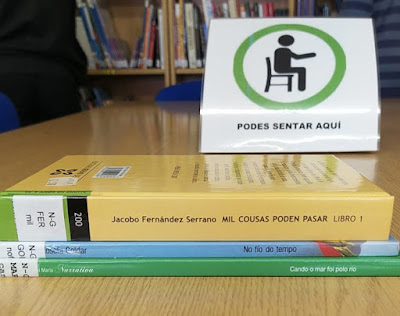 PODES SENTAR AQUÍ
N-G
FER
mil
200
Jacobo Fernández Serrano MIL COUSAS PODEN PASAR LIBRO 1
N-G
GO
No fío do tempo
N-G
María Narrativa
Cando o mar foi polo río